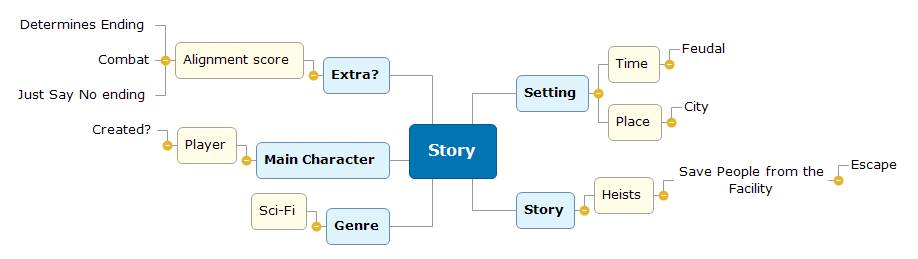 Determines Ending
Combat
Just Say No ending
Alignment score
Extra?
Created?
Player
Main Character
Sci-Fi
Genre
Story
Setting
Time
Feudal
Place
City
Story
Heists
Save People from the
Facility
Escape